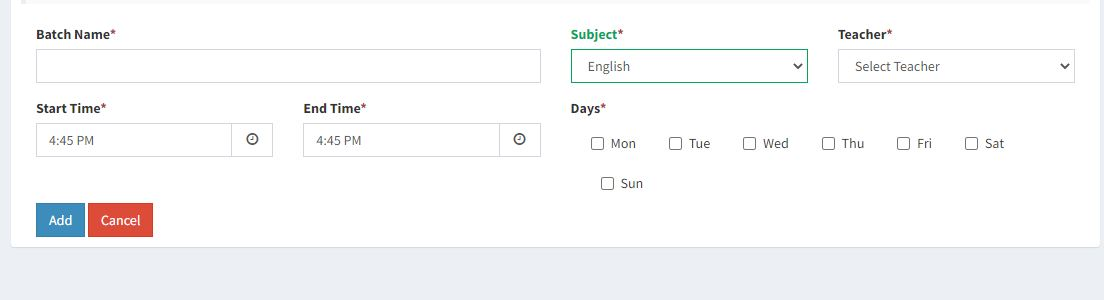 Batch Name* Subject* Teacher*
English Select Teacher
Start Time* End Time* Days*
4:45 PM 4:45 PM Mon Tue Wed Thu Fri Sat
Sun
Add Cancel